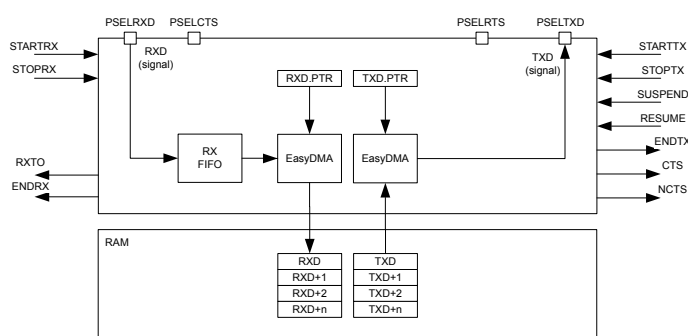 PSELRXD PSELCTS PSELRTS PSELTXD
STARTRX
STOPRX
RXD
(signal)
RXD.PTR TXD.PTR
TXD
(signal)
STARTTX
STOPTX
SUSPEND
RESUME
RX
FIFO
EasyDMA EasyDMA
RXTO
ENDRX
ENDTX
CTS
NCTS
RAM
RXD
RXD+1
RXD+2
RXD+n
TXD
TXD+1
TXD+2
TXD+n